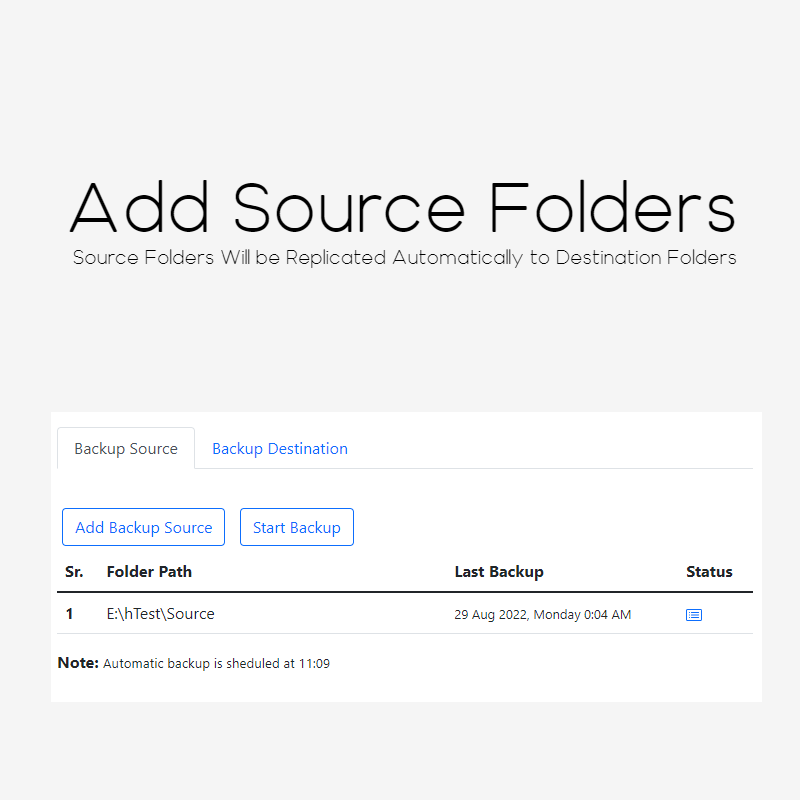 Add Source Folders
Source Folders Will be Replicated Automatically to Destination Folders
Backup Source Backup Destination
Add Backup Source Start Backup
Sr. Folder Path Last Backup Status
1 E:\hTest\Source 29 Aug 2022, Monday 0:04 AM
Note: Automatic backup is sheduled at 11:09